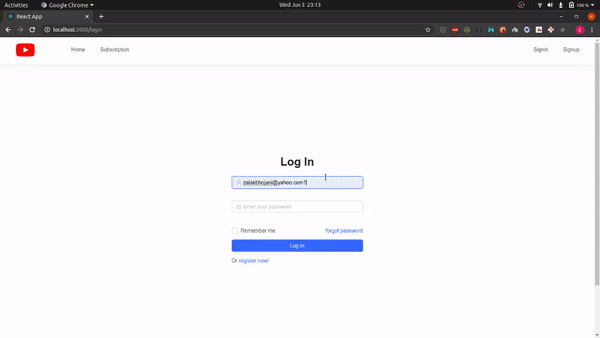 Activities Google Chrome Wed Jun 3 23:13 100 %
React App
localhost:3000/login
Home Subscription Signin Signup
Log In
zalakbhojani@yahoo.com
Enter your password
Remember me forgot password
Log in
Or register now!